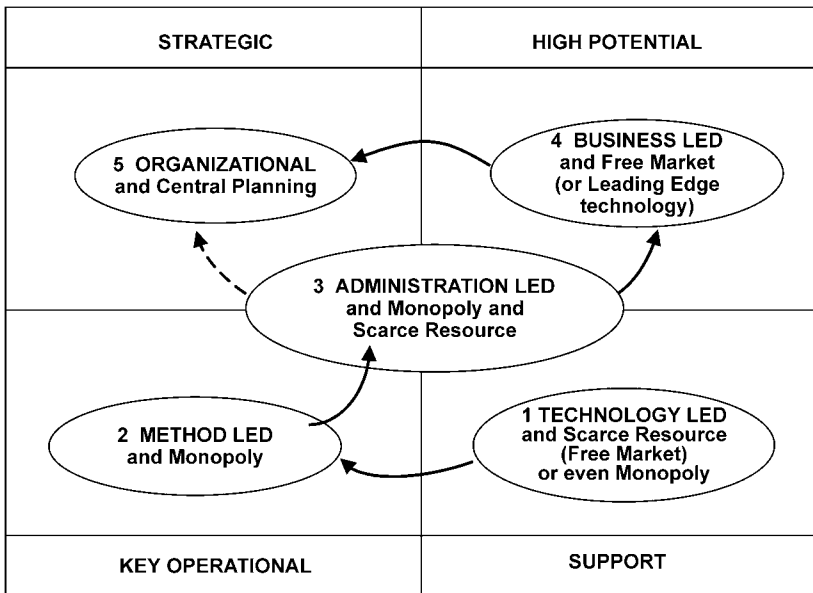 STRATEGIC
HIGH POTENTIAL
5 ORGANIZATIONAL
and Central Planning
4 BUSINESS LED
and Free Market
(or Leading Edge
technology)
3 ADMINISTRATION LED
and Monopoly and
Scarce Resource
2 METHOD LED
and Monopoly
1 TECHNOLOGY LED
and Scarce Resource
(Free Market)
or even Monopoly
KEY OPERATIONAL
SUPPORT